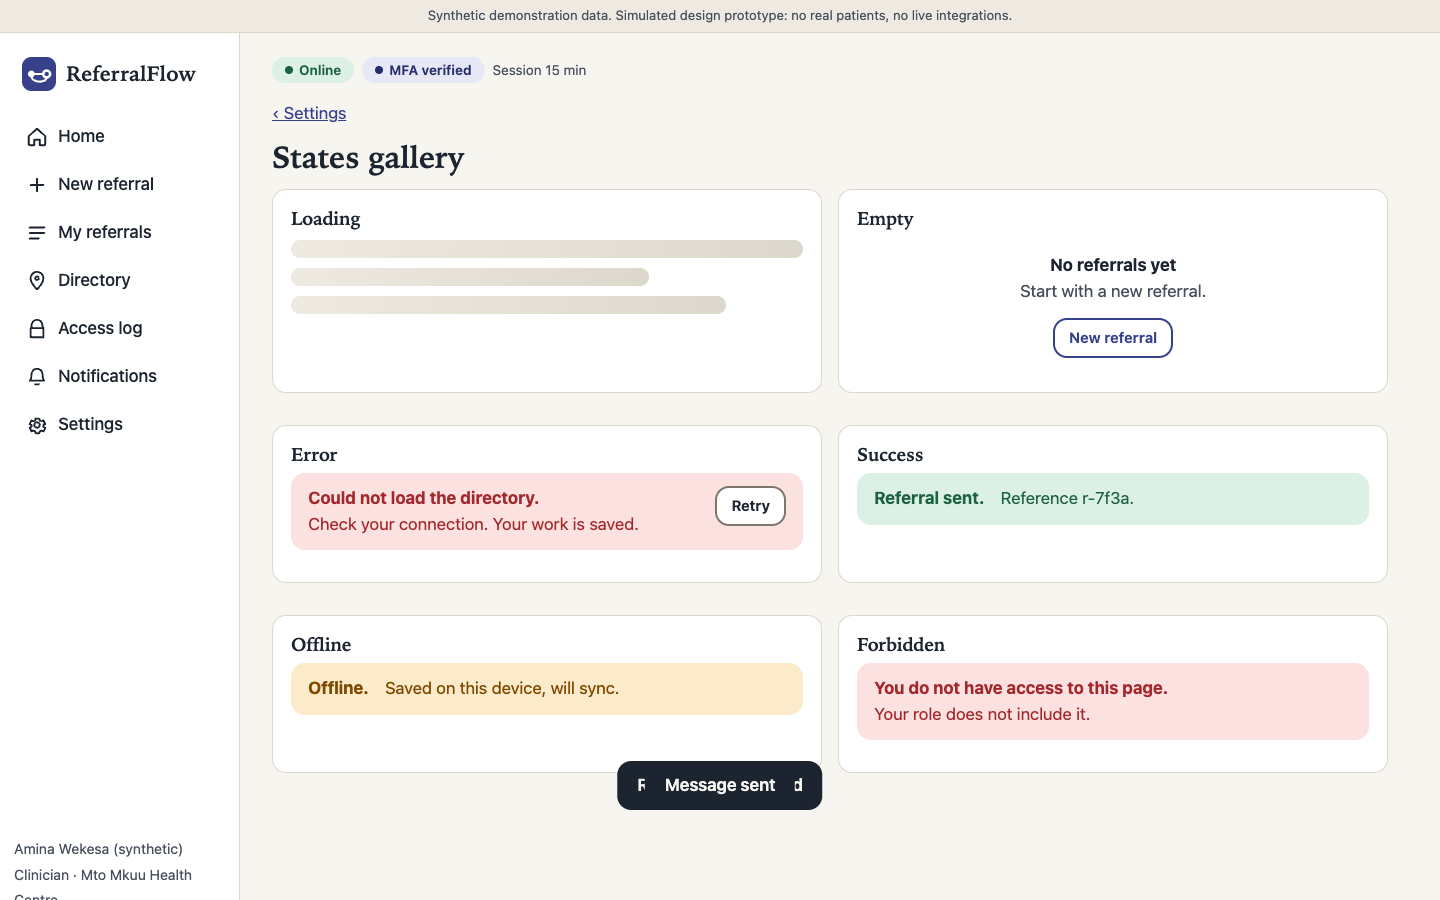 Synthetic demonstration data. Simulated design prototype: no real patients, no live integrations.
ReferralFlow
Home
New referral
My referrals
Directory
Access log
Notifications
Settings
Amina Wekesa (synthetic)
Clinician · Mto Mkuu Health
Centre
Online
MFA verified
Session 15 min
‹ Settings
States gallery
Loading
Empty
No referrals yet
Start with a new referral.
New referral
Error
Could not load the directory.
Check your connection. Your work is saved.
Retry
Success
Referral sent. Reference r-7f3a.
Offline
Offline. Saved on this device, will sync.
Forbidden
You do not have access to this page.
Your role does not include it.
Message sent